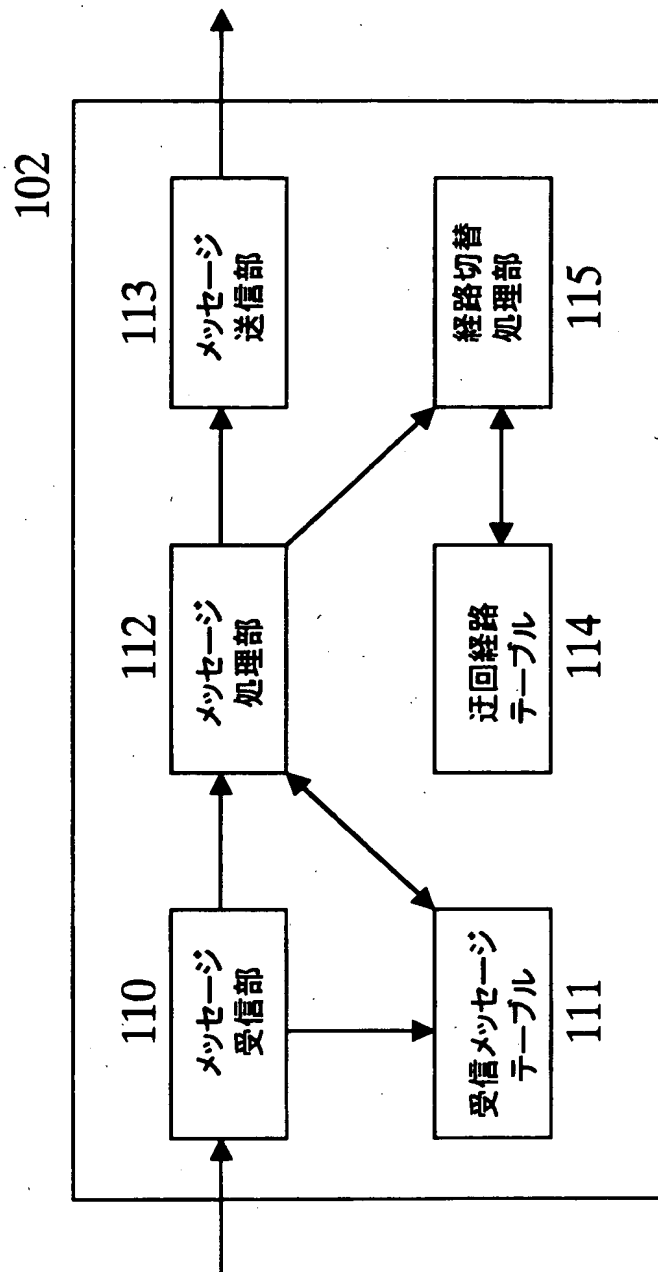 102
110
メッセージ
受信部
112
メッセージ
処理部
113
メッセージ
送信部
受信メッセージ
テーブル
111
迂回経路
テーブル
114
経路切替
処理部
115